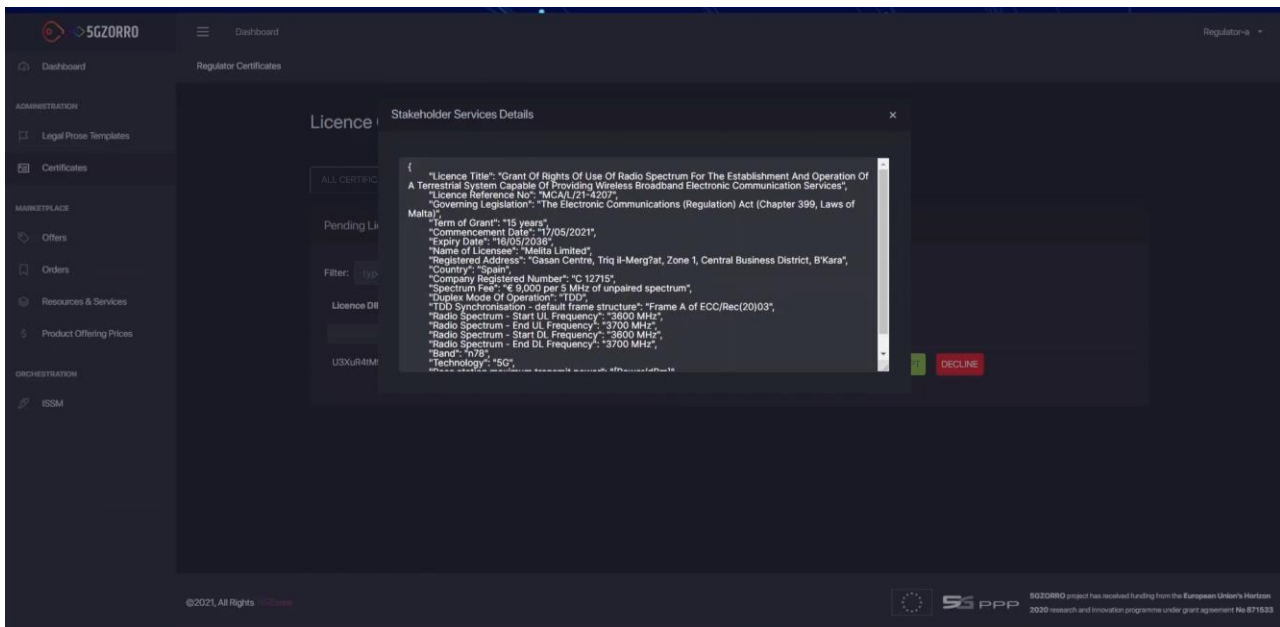 5GZORRO
Dashboard
Regulator-a
Dashboard
Regulator Certificates
ADMINISTRATION
Legal Prose Templates
Certificates
MARKETPLACE
Offers
Orders
Resources & Services
Product Offering Prices
ORCHESTRATION
ISSM
Licence
ALL CERTIFIC
Pending Li
Filter:
Licence DI
U3XuR4tM
Stakeholder Services Details
×
{
"Licence Title": "Grant Of Rights Of Use Of Radio Spectrum For The Establishment And Operation Of
A Terrestrial System Capable Of Providing Wireless Broadband Electronic Communication Services",
"Licence Reference No": "MCA/L/21-4207",
"Governing Legislation": "The Electronic Communications (Regulation) Act (Chapter 399, Laws of
Malta)",
"Term of Grant": "15 years",
"Commencement Date": "17/05/2021",
"Expiry Date": "16/05/2036",
"Name of Licensee": "Melita Limited",
"Registered Address": "Gasan Centre, Triq il-Merg?at, Zone 1, Central Business District, B'Kara",
"Country": "Spain",
"Company Registered Number": "C 12715",
"Spectrum Fee": "€ 9,000 per 5 MHz of unpaired spectrum",
"Duplex Mode Of Operation": "TDD",
"TDD Synchronisation - default frame structure": "Frame A of ECC/Rec(20)03",
"Radio Spectrum - Start UL Frequency": "3600 MHz",
"Radio Spectrum - End UL Frequency": "3700 MHz",
"Radio Spectrum - Start DL Frequency": "3600 MHz",
"Radio Spectrum - End DL Frequency": "3700 MHz",
"Band": "n78",
"Technology": "5G",
DECLINE
©2021, All Rights
5G PPP
5GZORRO project has received funding from the European Union's Horizon
2020 research and innovation programme under grant agreement No 871533